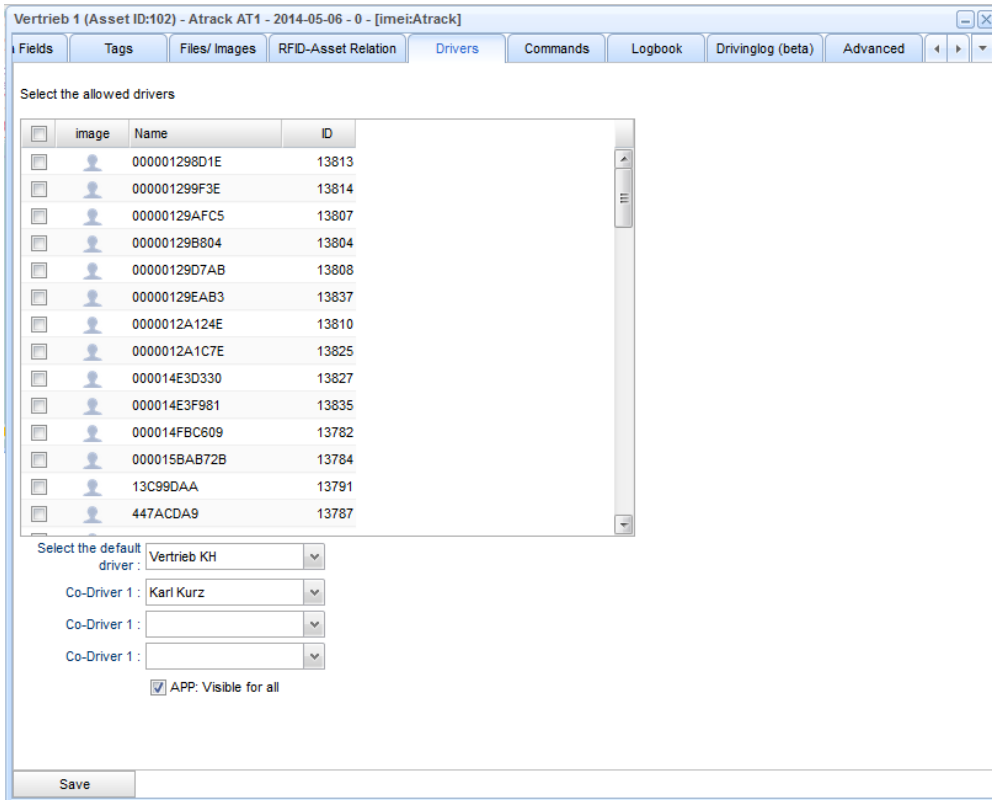 Vertrieb 1 (Asset ID:102) - Atrack AT1 - 2014-05-06 - 0 - [imei:Atrack]
Fields Tags Files/ Images RFID-Asset Relation Drivers Commands Logbook Drivinglog (beta) Advanced
Select the allowed drivers
image Name ID
000001298D1E 13813
000001299F3E 13814
00000129AFC5 13807
00000129B804 13804
00000129D7AB 13808
00000129EAB3 13837
0000012A124E 13810
0000012A1C7E 13825
000014E3D330 13827
000014E3F981 13835
000014FBC609 13782
000015BAB72B 13784
13C99DAA 13791
447ACDA9 13787
Select the default
driver : Vertrieb KH
Co-Driver 1 : Karl Kurz
Co-Driver 1 :
Co-Driver 1 :
APP: Visible for all
Save